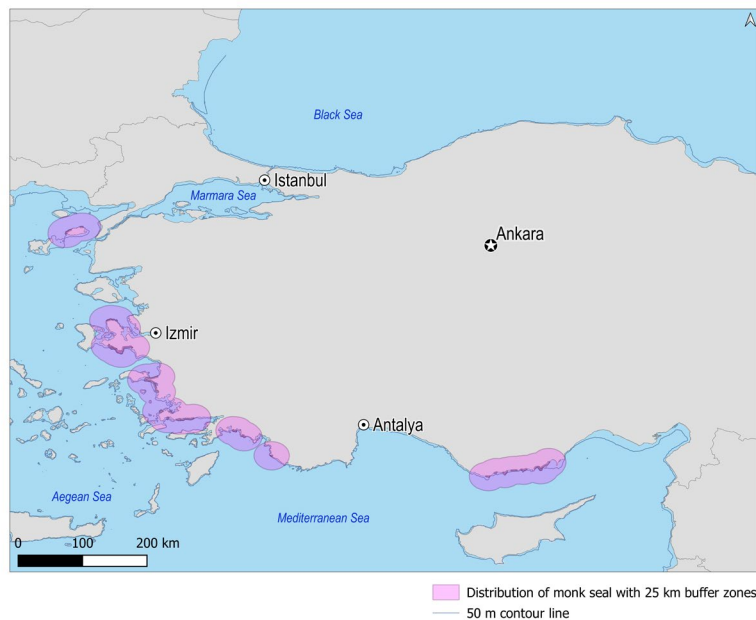 Black Sea
Istanbul
Marmara Sea
Ankara
Izmir
Antalya
Aegean Sea
Mediterranean Sea
0 100 200 km
Distribution of monk seal with 25 km buffer zones
50 m contour line